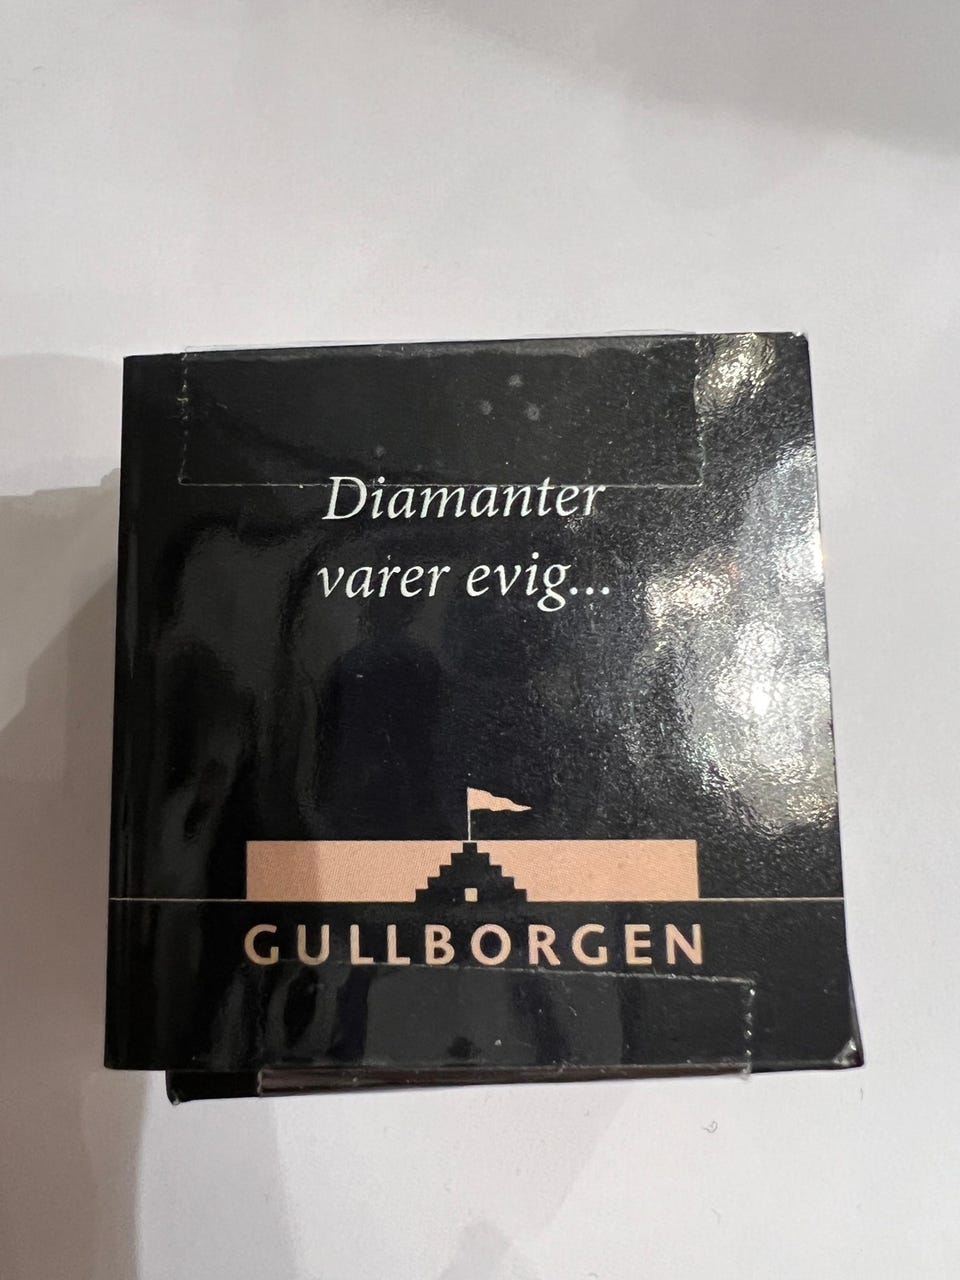 Diamanter
varer evig...
GULLBORGEN